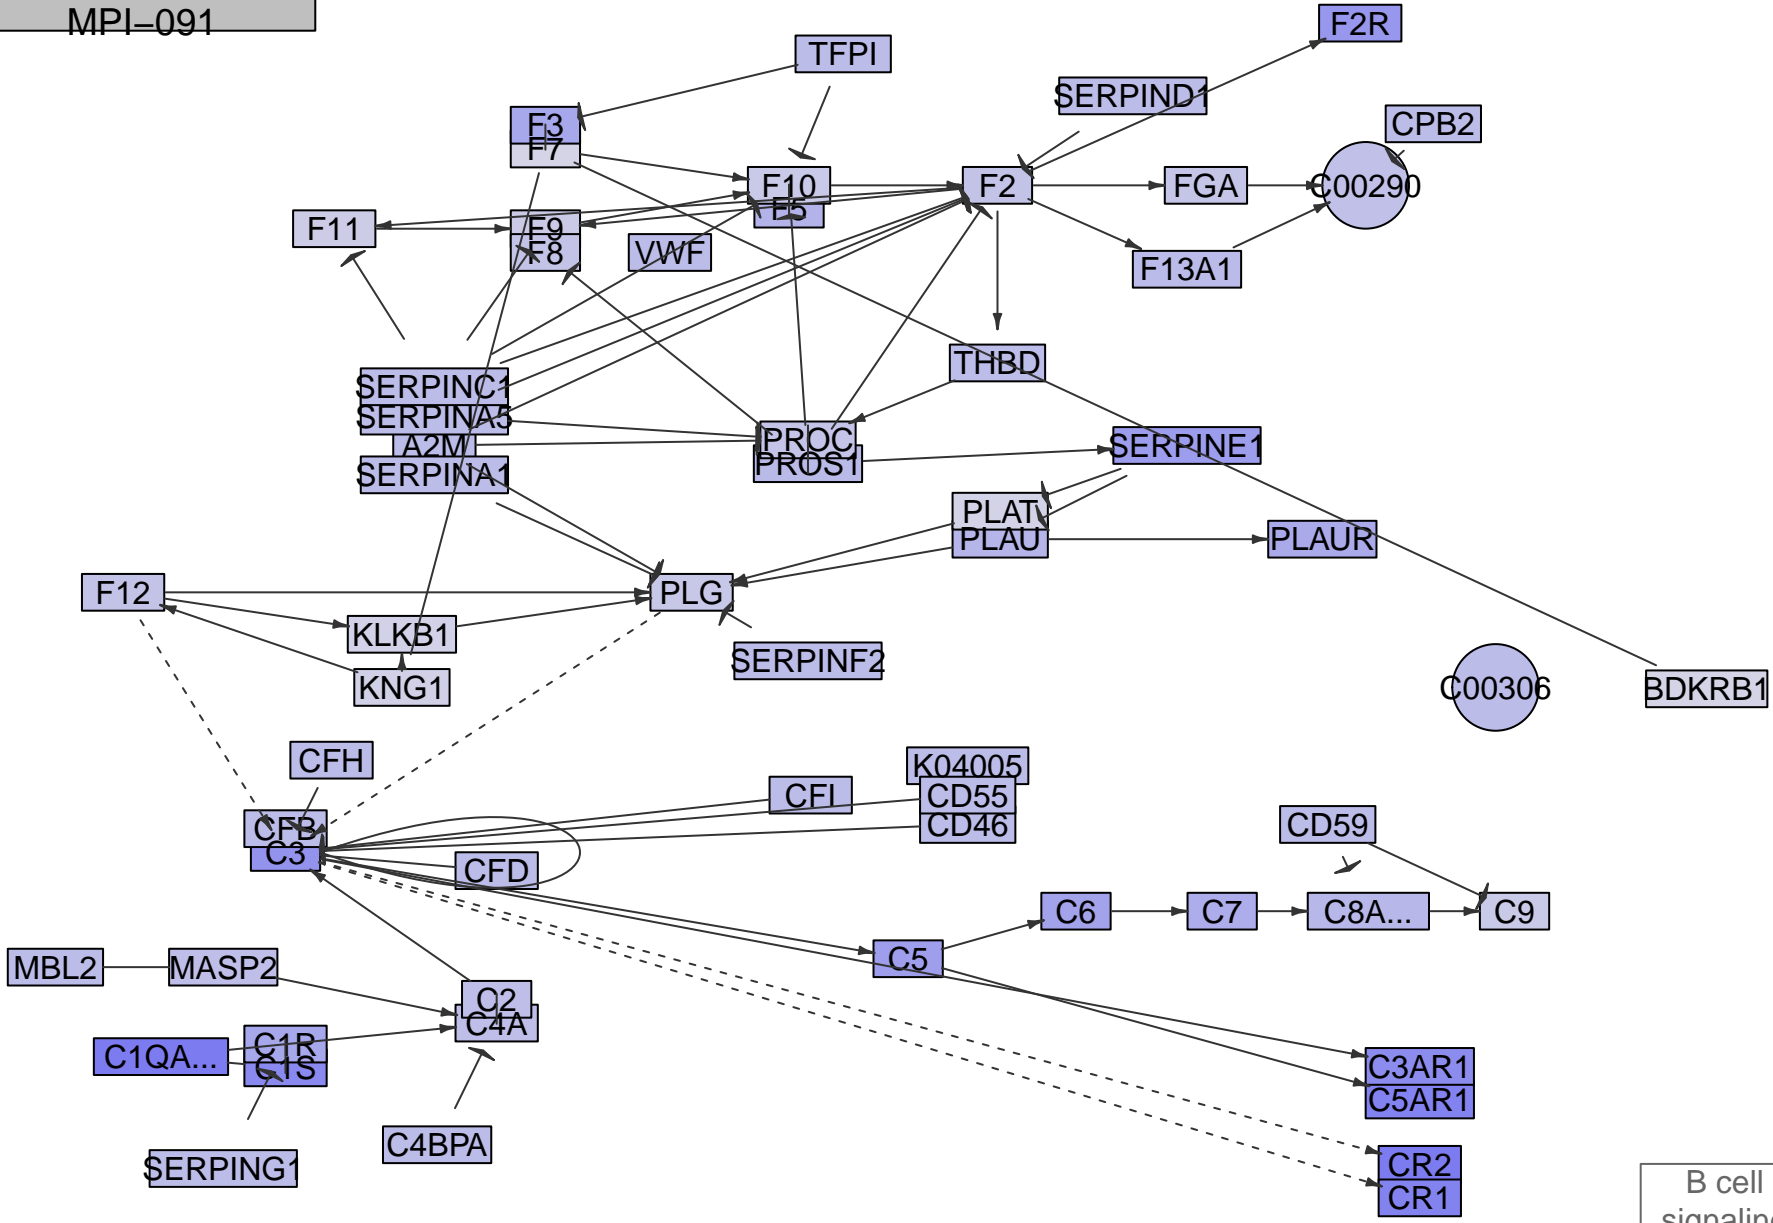 MPI–091
F2R
TFPI
SERPIND1
CPB2
F3
F7
F10
F5
F2
FGA
C00290
F11
F9
F8
VWF
F13A1
THBD
SERPINC1
SERPINA5
A2M
SERPINA1
PROC
PROS1
SERPINE1
PLAT
PLAU
PLAUR
F12
PLG
KLKB1
KNG1
SERPINF2
C00306
BDKRB1
CFH
K04005
CFI
CD55
CD46
CFB
C3
CFD
CD59
C6
C7
C8A...
C9
C5
MBL2
MASP2
C2
C4A
C1QA...
C1R
C1S
C3AR1
C5AR1
C4BPA
SERPING1
CR2
CR1
B cell
signaling